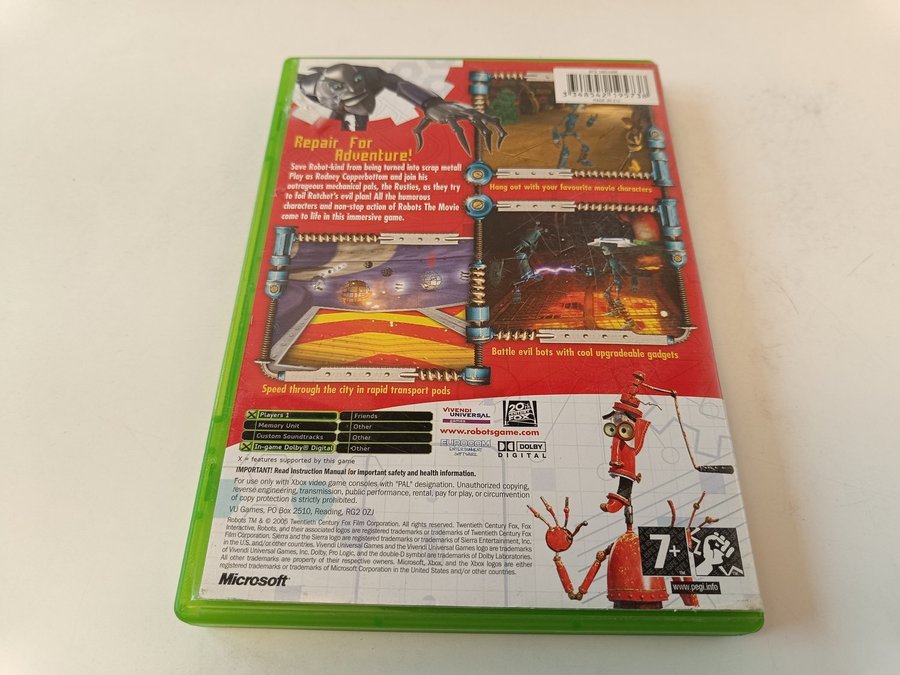 3 348542 195738
MADE IN E.U.
Repair For
Adventure!
Save Robot-kind from being turned into scrap metal!
Play as Rodney Copperbottom and join his
outrageous mechanical pals, the Rusties, as they try
to foil Ratchet's evil plan! All the humorous
characters and non-stop action of Robots The Movie
come to life in this immersive game.
Hang out with your favourite movie characters
Battle evil bots with cool upgradeable gadgets
Speed through the city in rapid transport pods
X Players 1
Memory Unit
Custom Soundtracks
X In-game Dolby® Digital
Friends
Other
Other
Other
X = features supported by this game
VIVENDI
UNIVERSAL
games
20th
CENTURY
FOX
www.robotsgame.com
EUROCOM
ENTERTAINMENT
SOFTWARE
DOLBY
DIGITAL
IMPORTANT! Read Instruction Manual for important safety and health information.
For use only with Xbox video game consoles with "PAL" designation. Unauthorized copying,
reverse engineering, transmission, public performance, rental, pay for play, or circumvention
of copy protection is strictly prohibited.
VU Games, PO Box 2510, Reading, RG2 0ZJ
Robots TM & © 2005 Twentieth Century Fox Film Corporation. All rights reserved. Twentieth Century Fox, Fox
Interactive, Robots, and their associated logos are registered trademarks or trademarks of Twentieth Century Fox
Film Corporation. Sierra and the Sierra logo are registered trademarks or trademarks of Sierra Entertainment, Inc.
in the U.S. and/or other countries. Vivendi Universal Games and the Vivendi Universal Games logo are trademarks
of Vivendi Universal Games, Inc. Dolby, Pro Logic, and the double-D symbol are trademarks of Dolby Laboratories.
All other trademarks are property of their respective owners. Microsoft, Xbox, and the Xbox logos are either
registered trademarks or trademarks of Microsoft Corporation in the United States and/or other countries.
Microsoft
7+
www.pegi.info